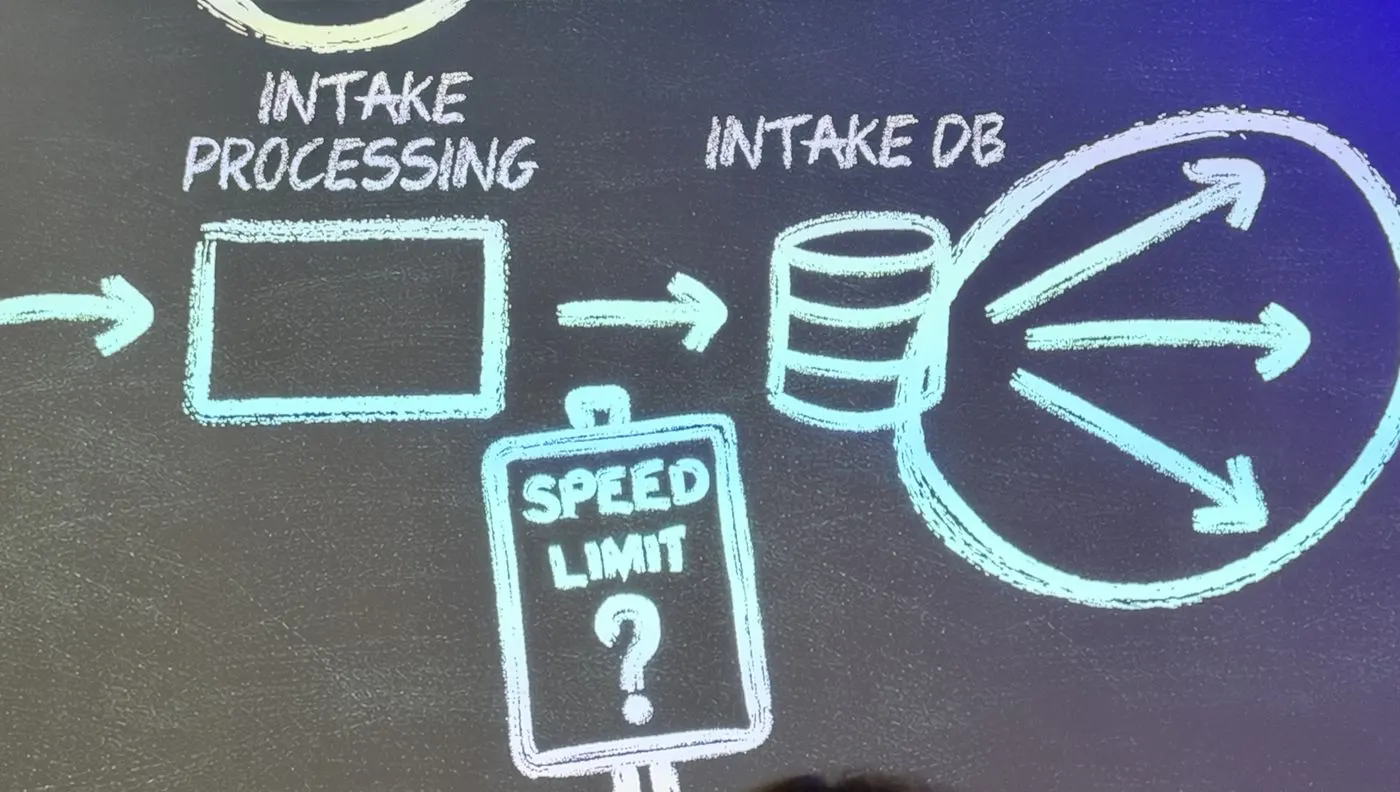 INTAKE
PROCESSING
INTAKE DB
SPEED
LIMIT
?